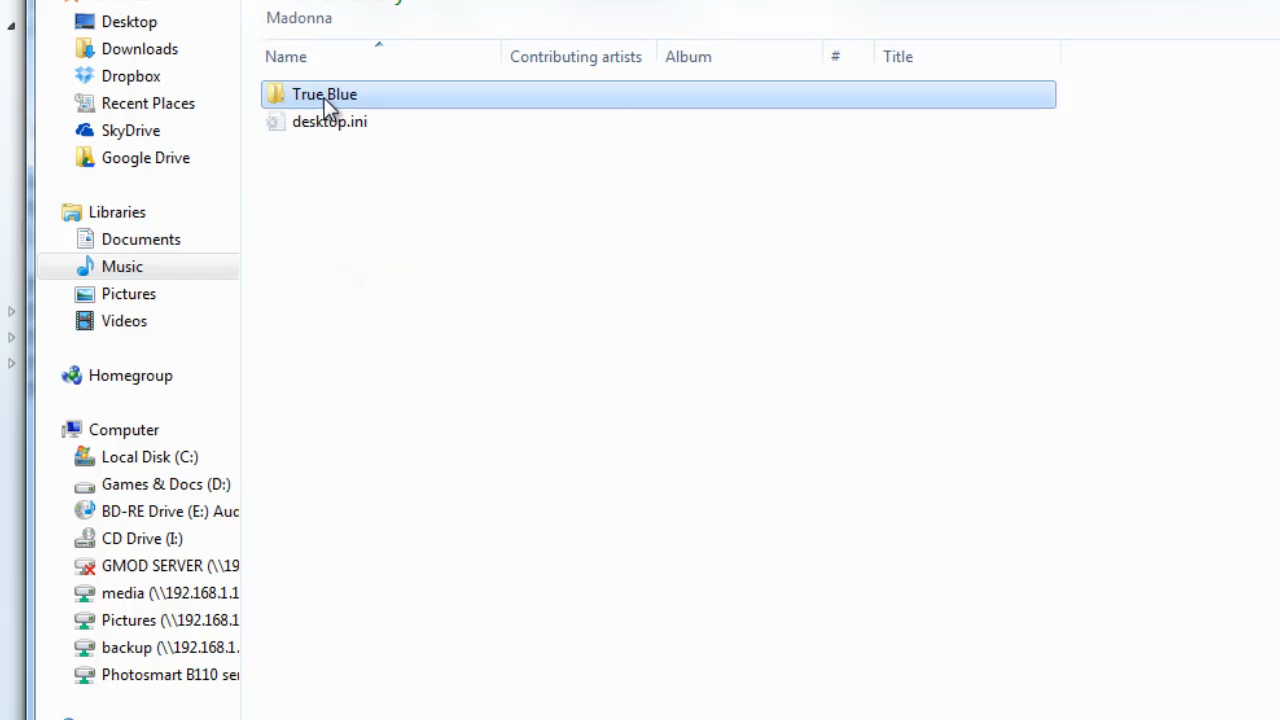 Desktop
Downloads
Dropbox
Recent Places
SkyDrive
Google Drive
Libraries
Documents
Music
Pictures
Videos
Homegroup
Computer
Local Disk (C:)
Games & Docs (D:)
BD-RE Drive (E:) Auc
CD Drive (I:)
GMOD SERVER (\\19
media (\\192.168.1.1
Pictures (\\192.168.1
backup (\\192.168.1.
Photosmart B110 ser
Madonna
Name Contributing artists Album # Title
True Blue
desktop.ini